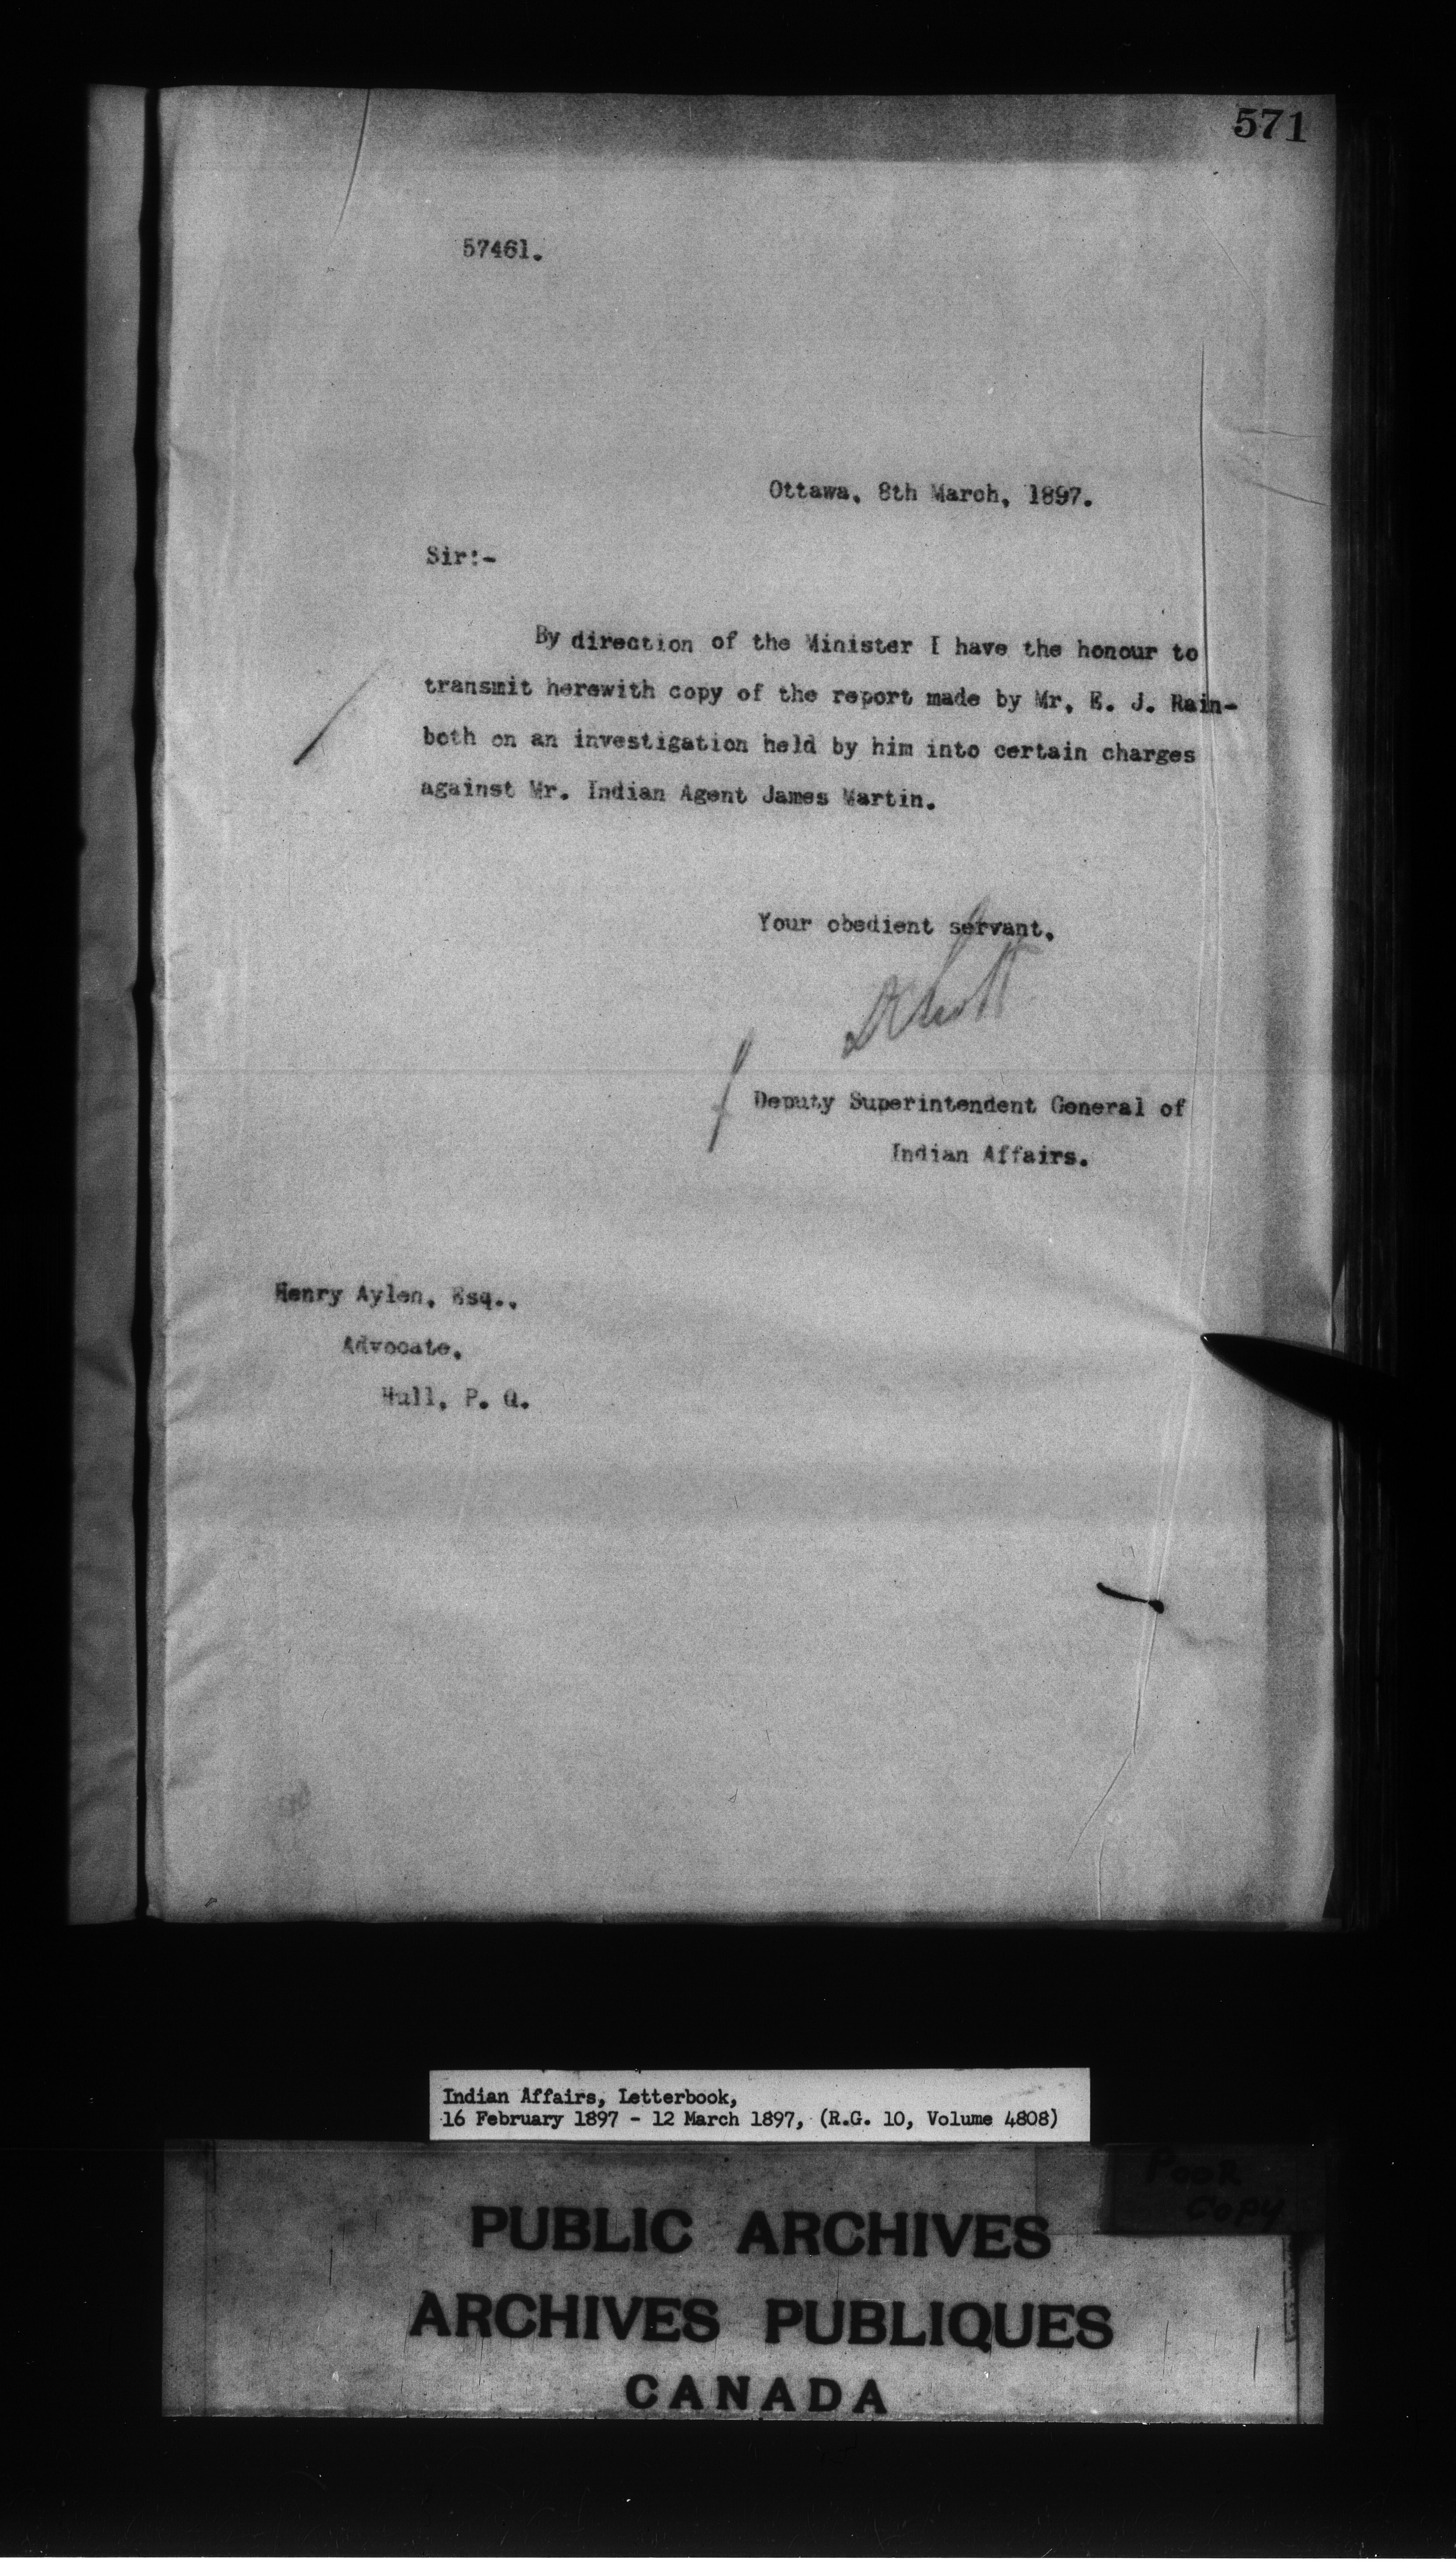 571
57461.
Ottawa, 8th March, 1897.
Sir:-
By direction of the Minister I have the honour to
transmit herewith copy of the report made by Mr. E. J. Rain-
both on an investigation held by him into certain charges
against Mr. Indian Agent James Martin.
Your obedient servant,
Deputy Superintendent General of
Indian Affairs.
Henry Aylen, Esq.,
Advocate,
Hull, P. Q.
Indian Affairs, Letterbook,
16 February 1897 - 12 March 1897, (R.G. 10, Volume 4808)
POOR
COPY
PUBLIC ARCHIVES
ARCHIVES PUBLIQUES
CANADA